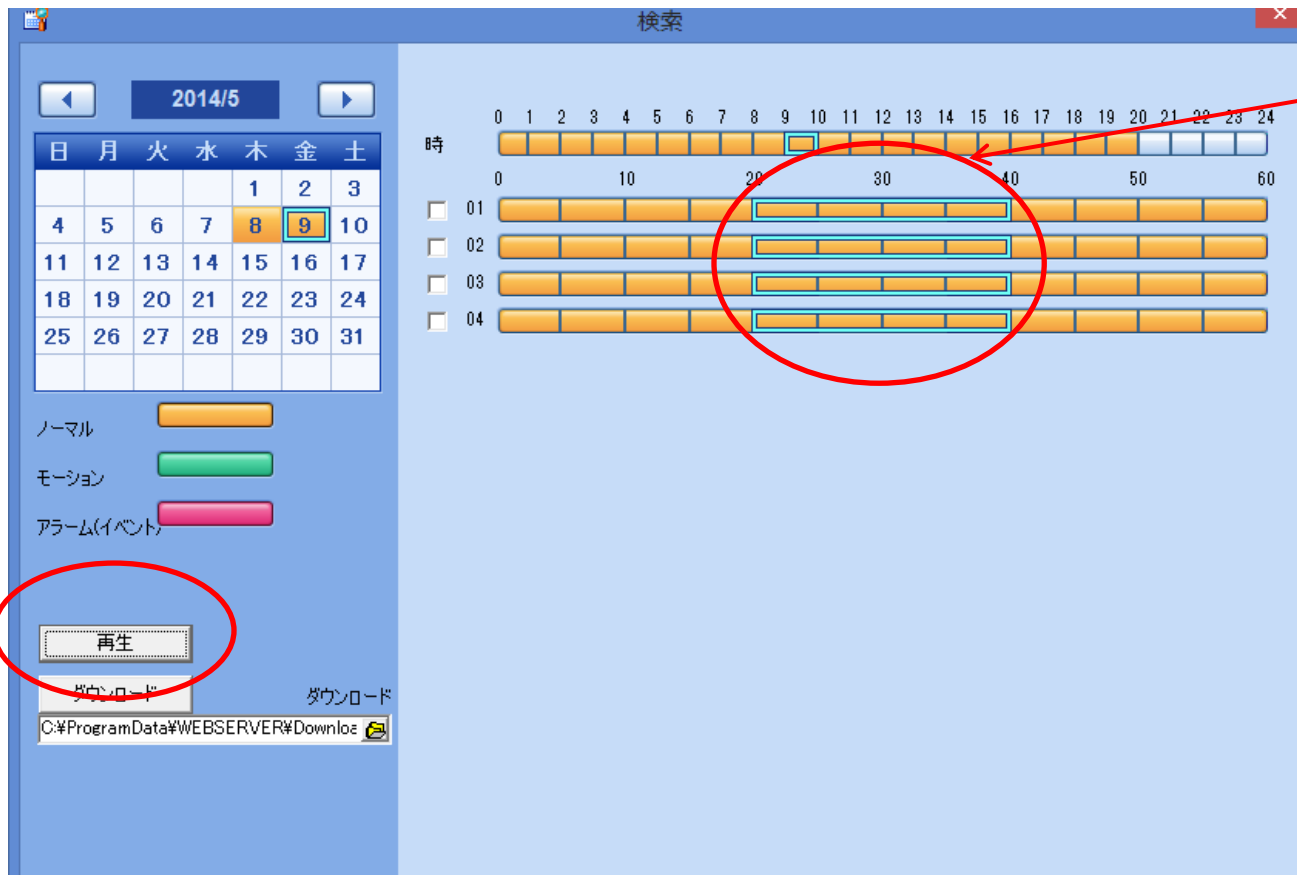 検索
2014/5
日 月 火 水 木 金 土
1 2 3
4 5 6 7 8 9 10
11 12 13 14 15 16 17
18 19 20 21 22 23 24
25 26 27 28 29 30 31
ノーマル
モーション
アラーム(イベント)
再生
ダウンロード
ダウンロード
C:¥ProgramData¥WEBSERVER¥Downloa
0 1 2 3 4 5 6 7 8 9 10 11 12 13 14 15 16 17 18 19 20 21 22 23 24
時
0 10 20 30 40 50 60
01
02
03
04